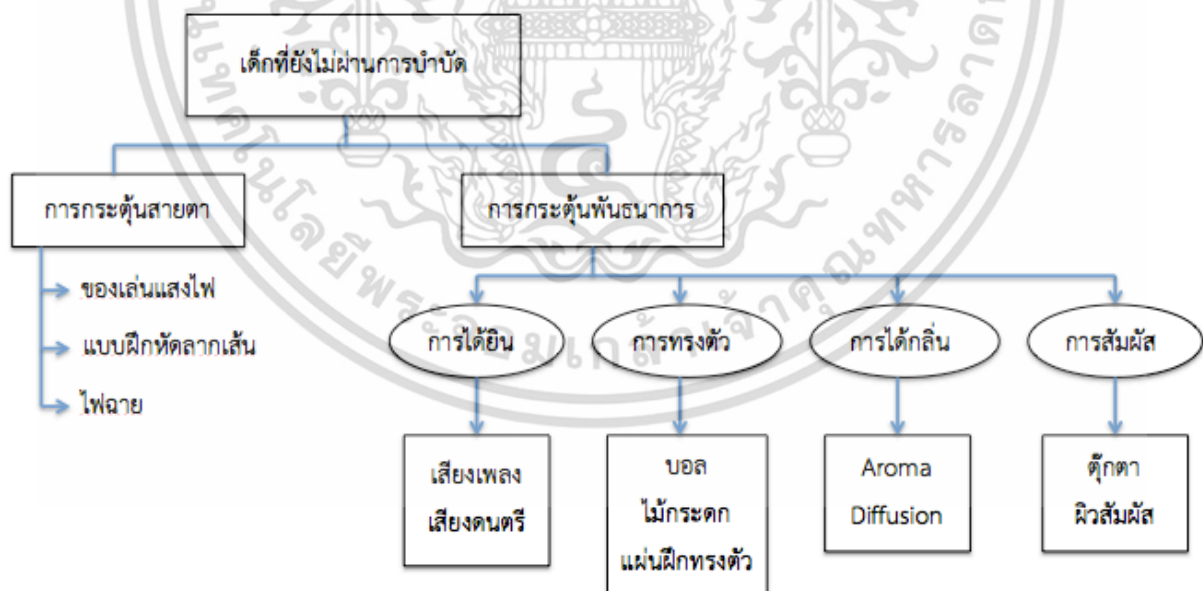 เด็กที่ยังไม่ผ่านการบำบัด
การกระตุ้นสายตา
การกระตุ้นพันธนาการ
ของเล่นแสงไฟ
แบบฝึกหัดลากเส้น
ไฟฉาย
การได้ยิน
การทรงตัว
การได้กลิ่น
การสัมผัส
เสียงเพลง
เสียงดนตรี
บอล
ไม้กระดก
แผ่นฝึกทรงตัว
Aroma
Diffusion
ตุ๊กตา
ผิวสัมผัส